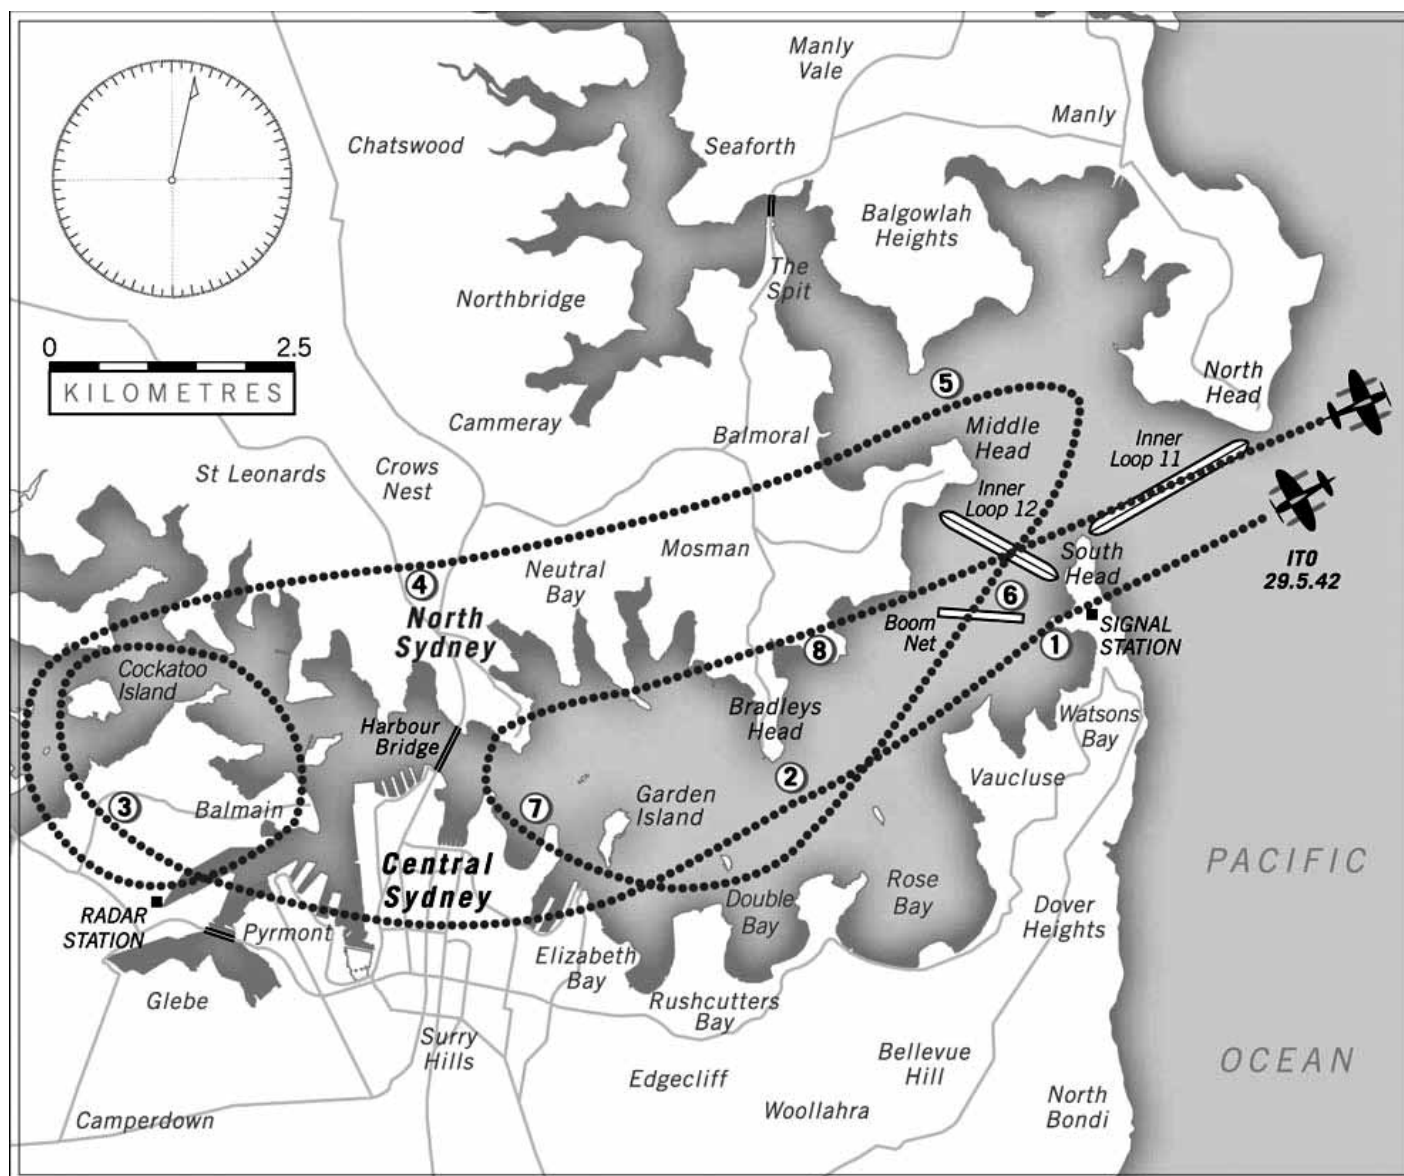 Manly
Vale
Manly
Chatswood
Seaforth
Balgowlah
Heights
The
Spit
Northbridge
0 2.5
KILOMETRES
North
Head
5
Cammeray
Balmoral
Middle
Head
Inner
Loop 11
St Leonards
Crows
Nest
Inner
Loop 12
Mosman
South
Head
ITO
29.5.42
Neutral
Bay
4
North
Sydney
6
Boom
Net
SIGNAL
STATION
1
8
Cockatoo
Island
Bradleys
Head
Watsons
Bay
Harbour
Bridge
2
Vaucluse
3
Balmain
7
Garden
Island
Central
Sydney
PACIFIC
Rose
Bay
Double
Bay
Dover
Heights
RADAR
STATION
Pyrmont
Elizabeth
Bay
Glebe
Rushcutters
Bay
Surry
Hills
Bellevue
Hill
OCEAN
Edgecliff
North
Bondi
Woollahra
Camperdown